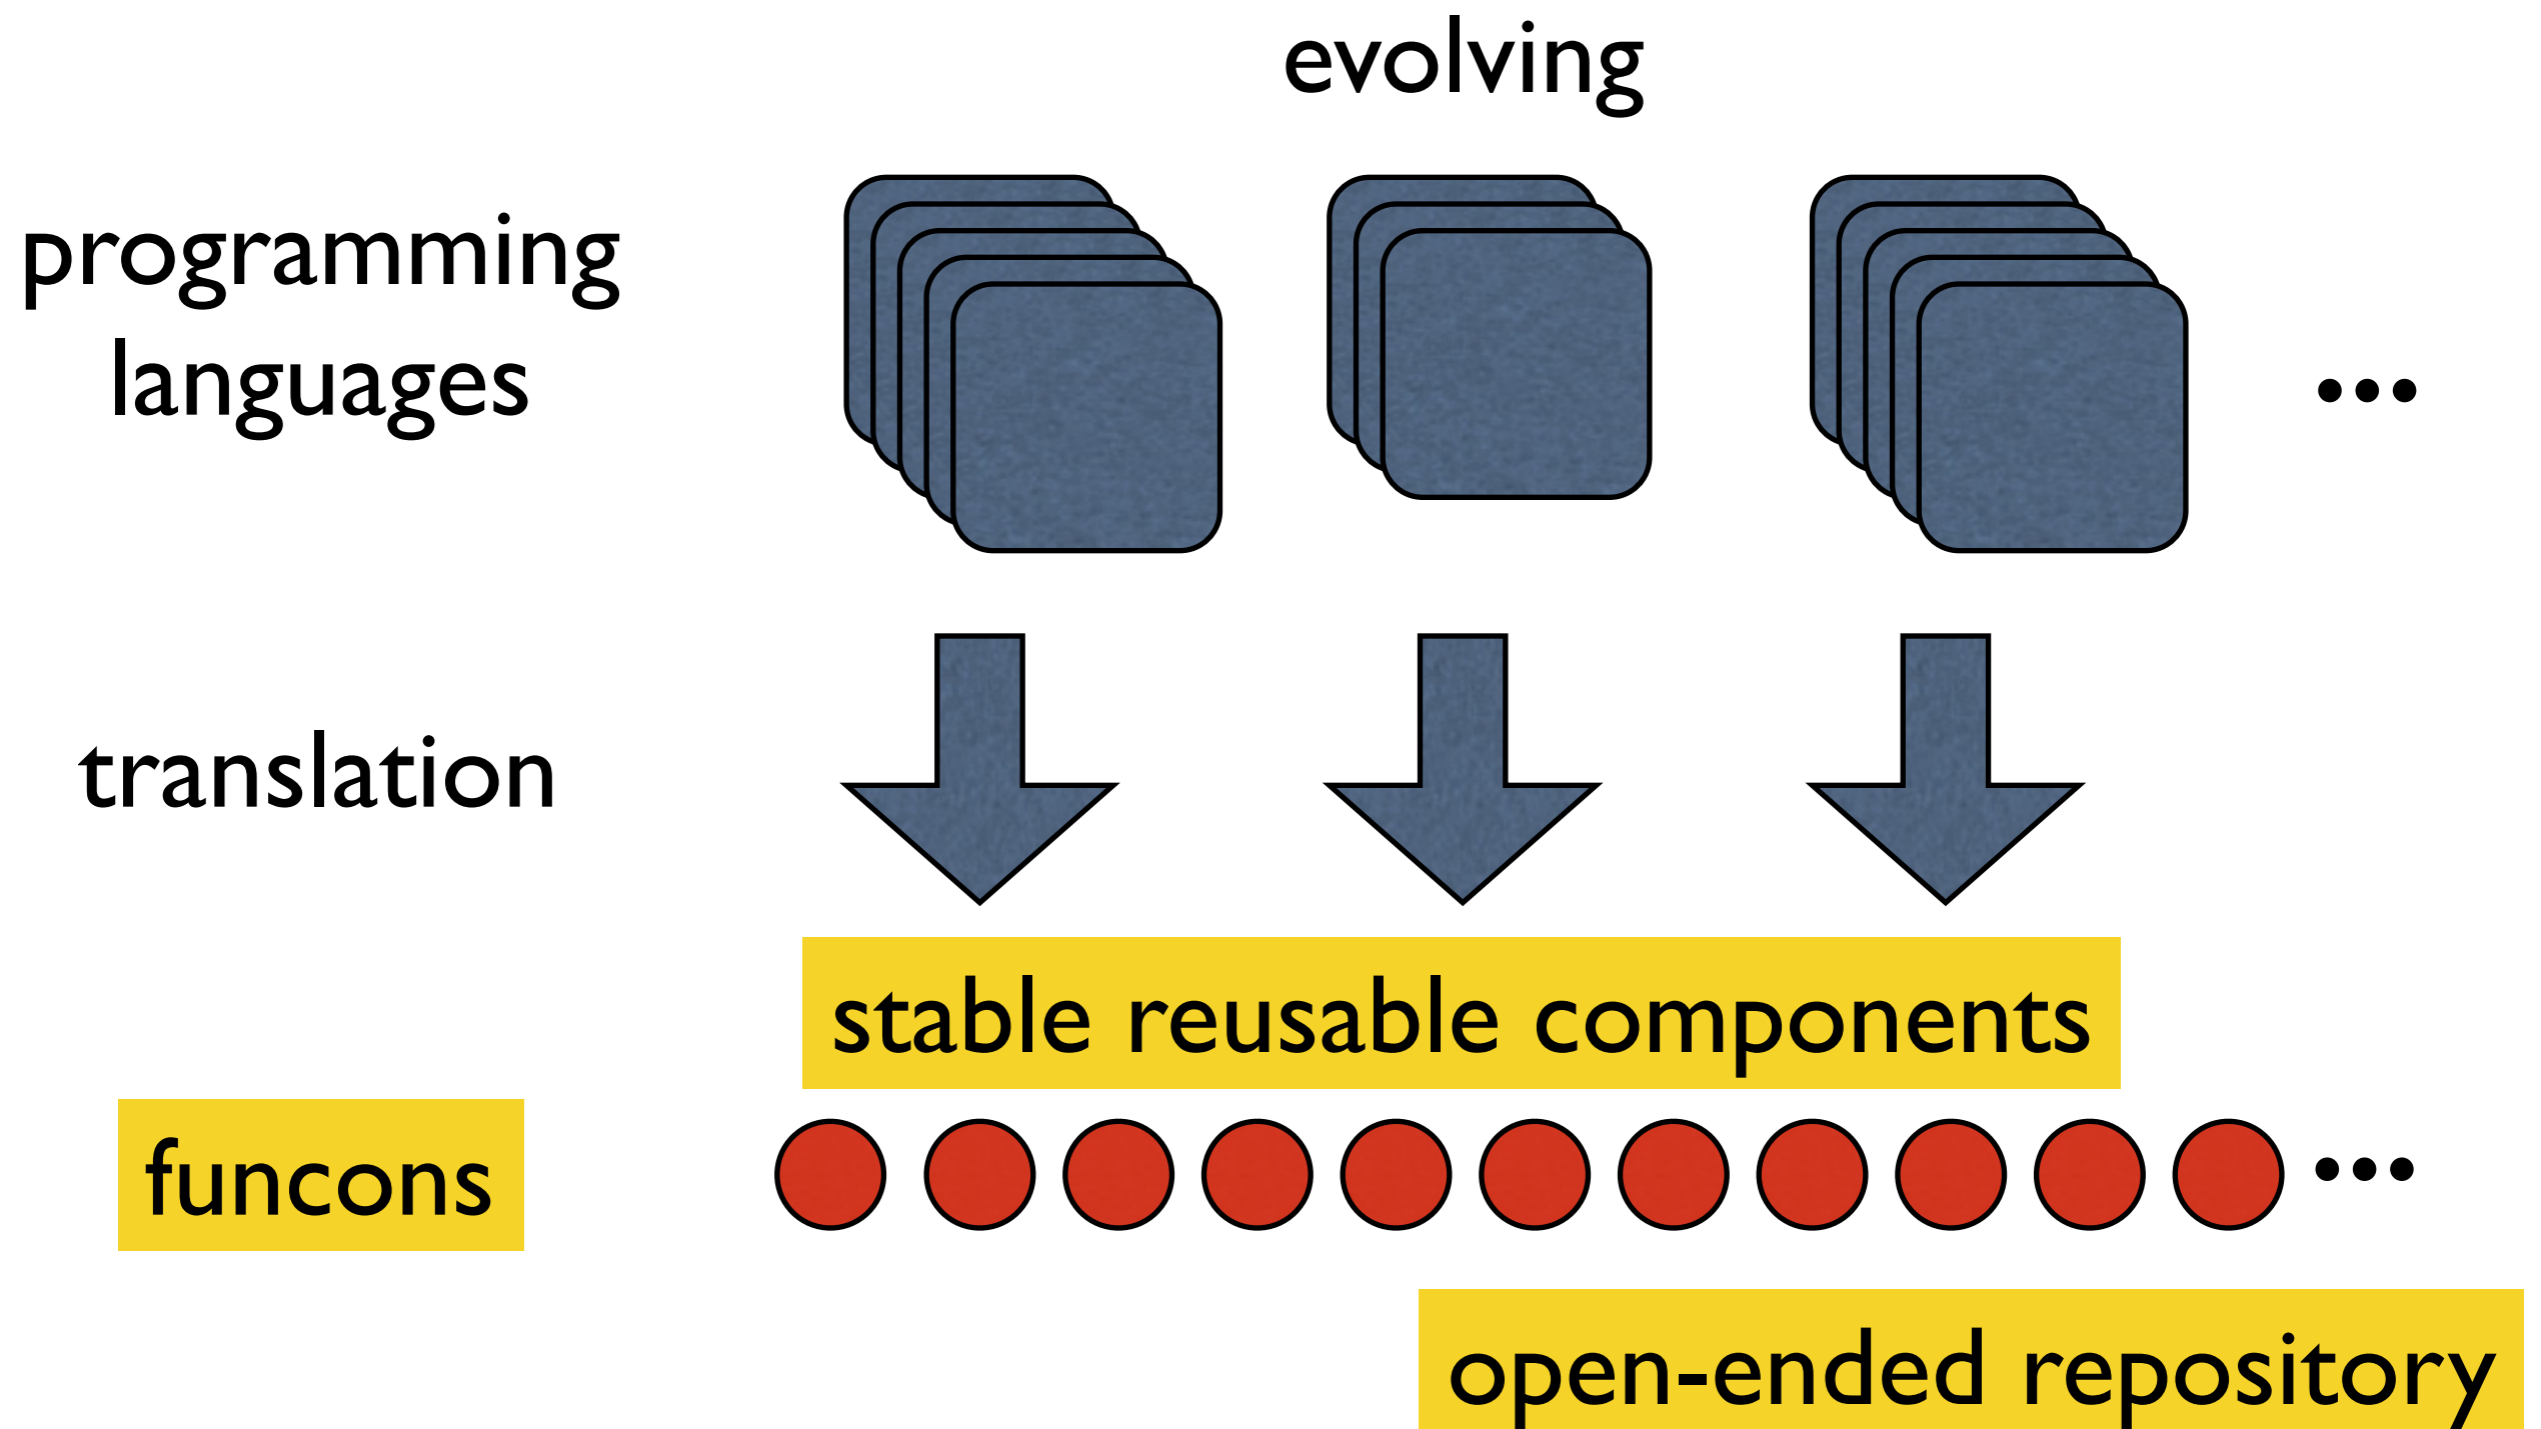 evolving
programming
languages
...
translation
stable reusable components
funcons
...
open-ended repository